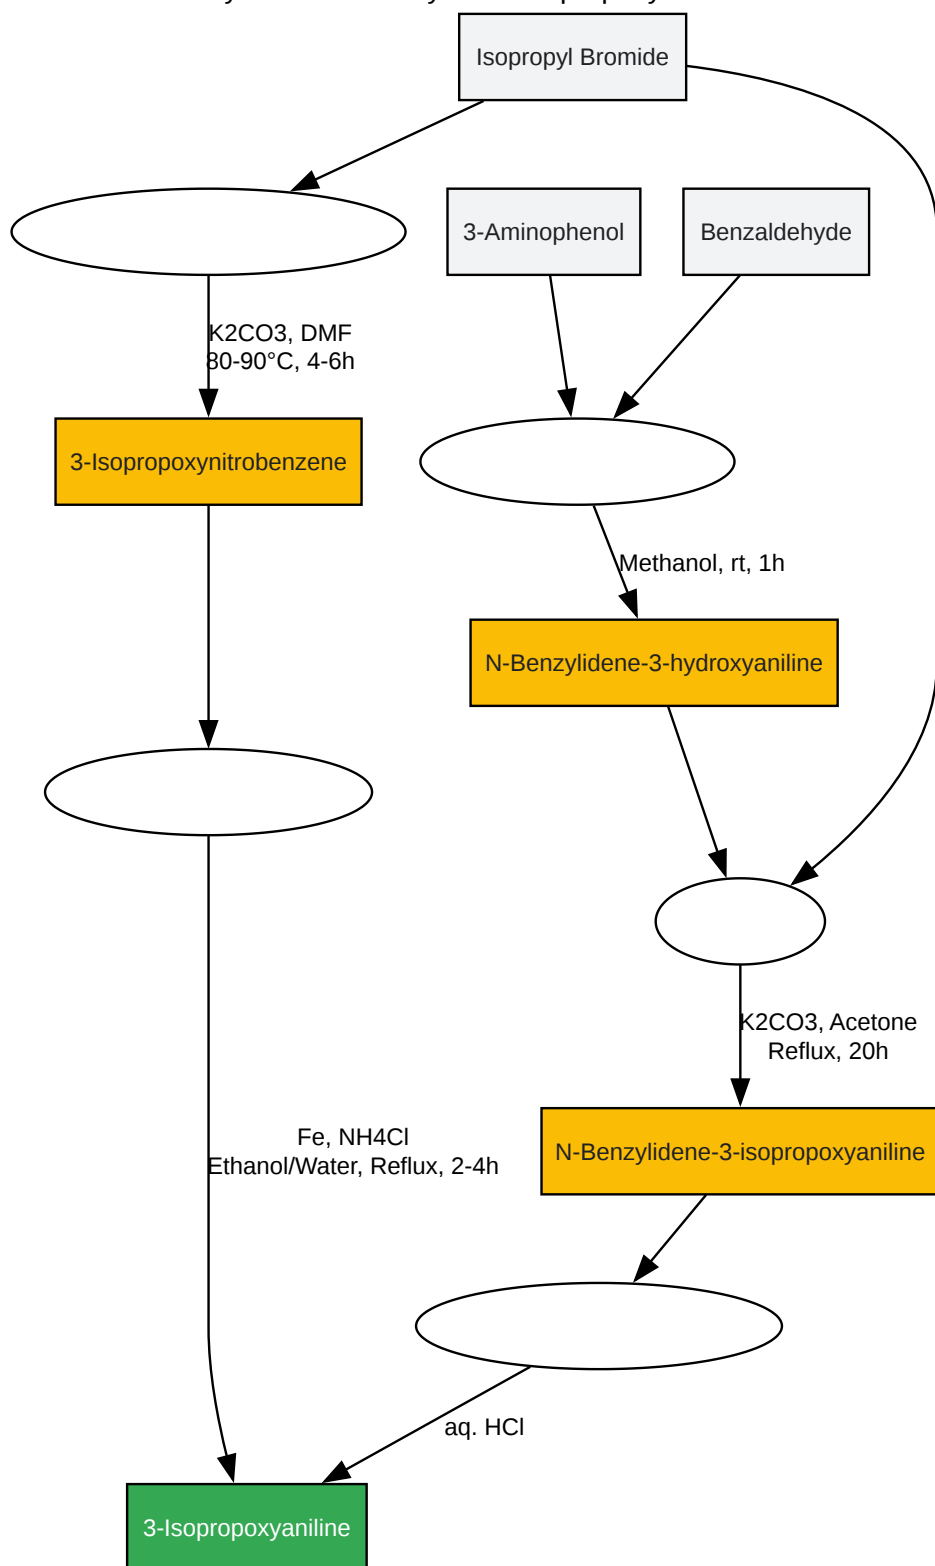 Isopropyl Bromide
3-Aminophenol
Benzaldehyde
K2CO3, DMF
80-90°C, 4-6h
3-Isopropoxynitrobenzene
Methanol, rt, 1h
N-Benzylidene-3-hydroxyaniline
K2CO3, Acetone
Reflux, 20h
Fe, NH4Cl
Ethanol/Water, Reflux, 2-4h
N-Benzylidene-3-isopropoxyaniline
aq. HCl
3-Isopropoxyaniline